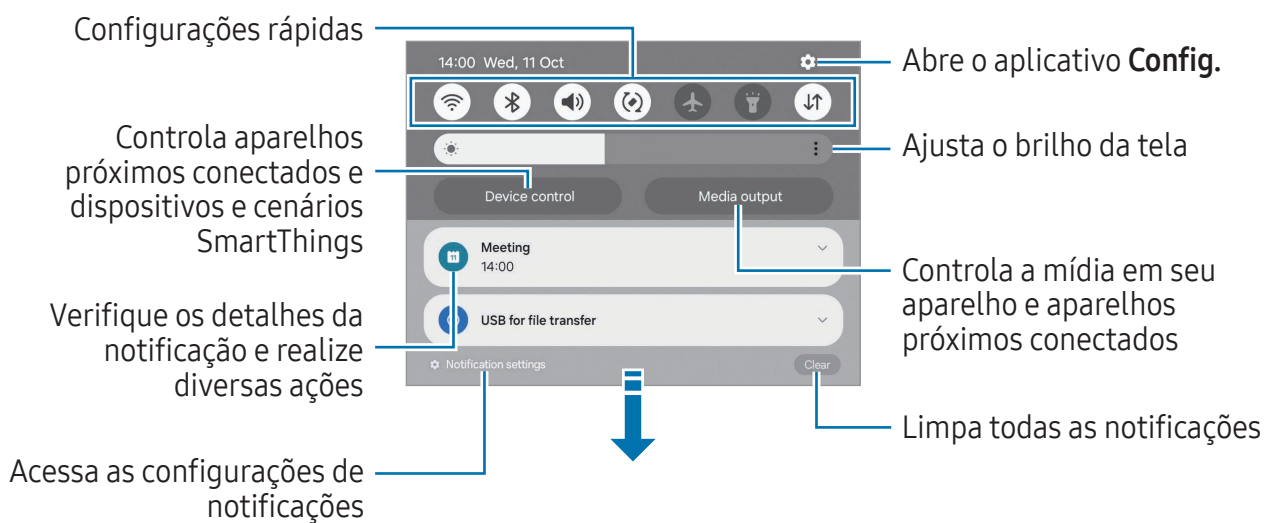 Configurações rápidas
14:00 Wed, 11 Oct
Abre o aplicativo Config.
Controla aparelhos
próximos conectados e
dispositivos e cenários
SmartThings
Ajusta o brilho da tela
Device control
Media output
Meeting
14:00
11
Controla a mídia em seu
aparelho e aparelhos
próximos conectados
Verifique os detalhes da
notificação e realize
diversas ações
USB for file transfer
Notification settings
Clear
Limpa todas as notificações
Acessa as configurações de
notificações